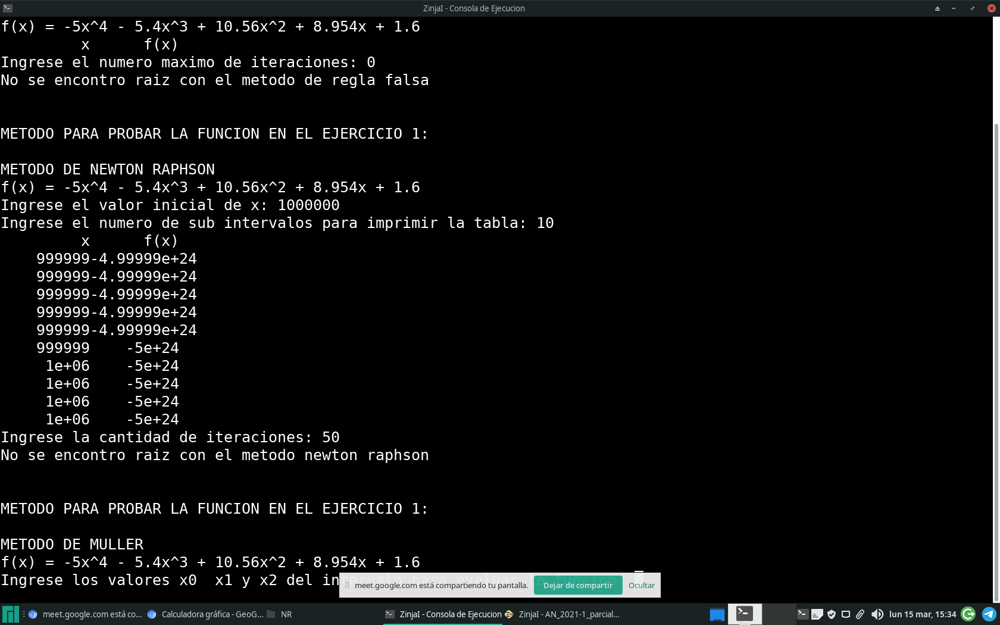 ZinjaI - Consola de Ejecucion
f(x) = -5x^4 - 5.4x^3 + 10.56x^2 + 8.954x + 1.6
x f(x)
Ingrese el numero maximo de iteraciones: 0
No se encontro raiz con el metodo de regla falsa
METODO PARA PROBAR LA FUNCION EN EL EJERCICIO 1:
METODO DE NEWTON RAPHSON
f(x) = -5x^4 - 5.4x^3 + 10.56x^2 + 8.954x + 1.6
Ingrese el valor inicial de x: 1000000
Ingrese el numero de sub intervalos para imprimir la tabla: 10
x f(x)
999999-4.99999e+24
999999-4.99999e+24
999999-4.99999e+24
999999-4.99999e+24
999999-4.99999e+24
999999 -5e+24
1e+06 -5e+24
1e+06 -5e+24
1e+06 -5e+24
1e+06 -5e+24
Ingrese la cantidad de iteraciones: 50
No se encontro raiz con el metodo newton raphson
METODO PARA PROBAR LA FUNCION EN EL EJERCICIO 1:
METODO DE MULLER
f(x) = -5x^4 - 5.4x^3 + 10.56x^2 + 8.954x + 1.6
Ingrese los valores x0 x1 y x2 del intervalo para evaluar la funcion:
meet.google.com está compartiendo tu pantalla. Dejar de compartir Ocultar
meet.google.com está co... Calculadora gráfica - GeoG... NR ZinjaI - Consola de Ejecucion ZinjaI - AN_2021-1_parcial... lun 15 mar, 15:34